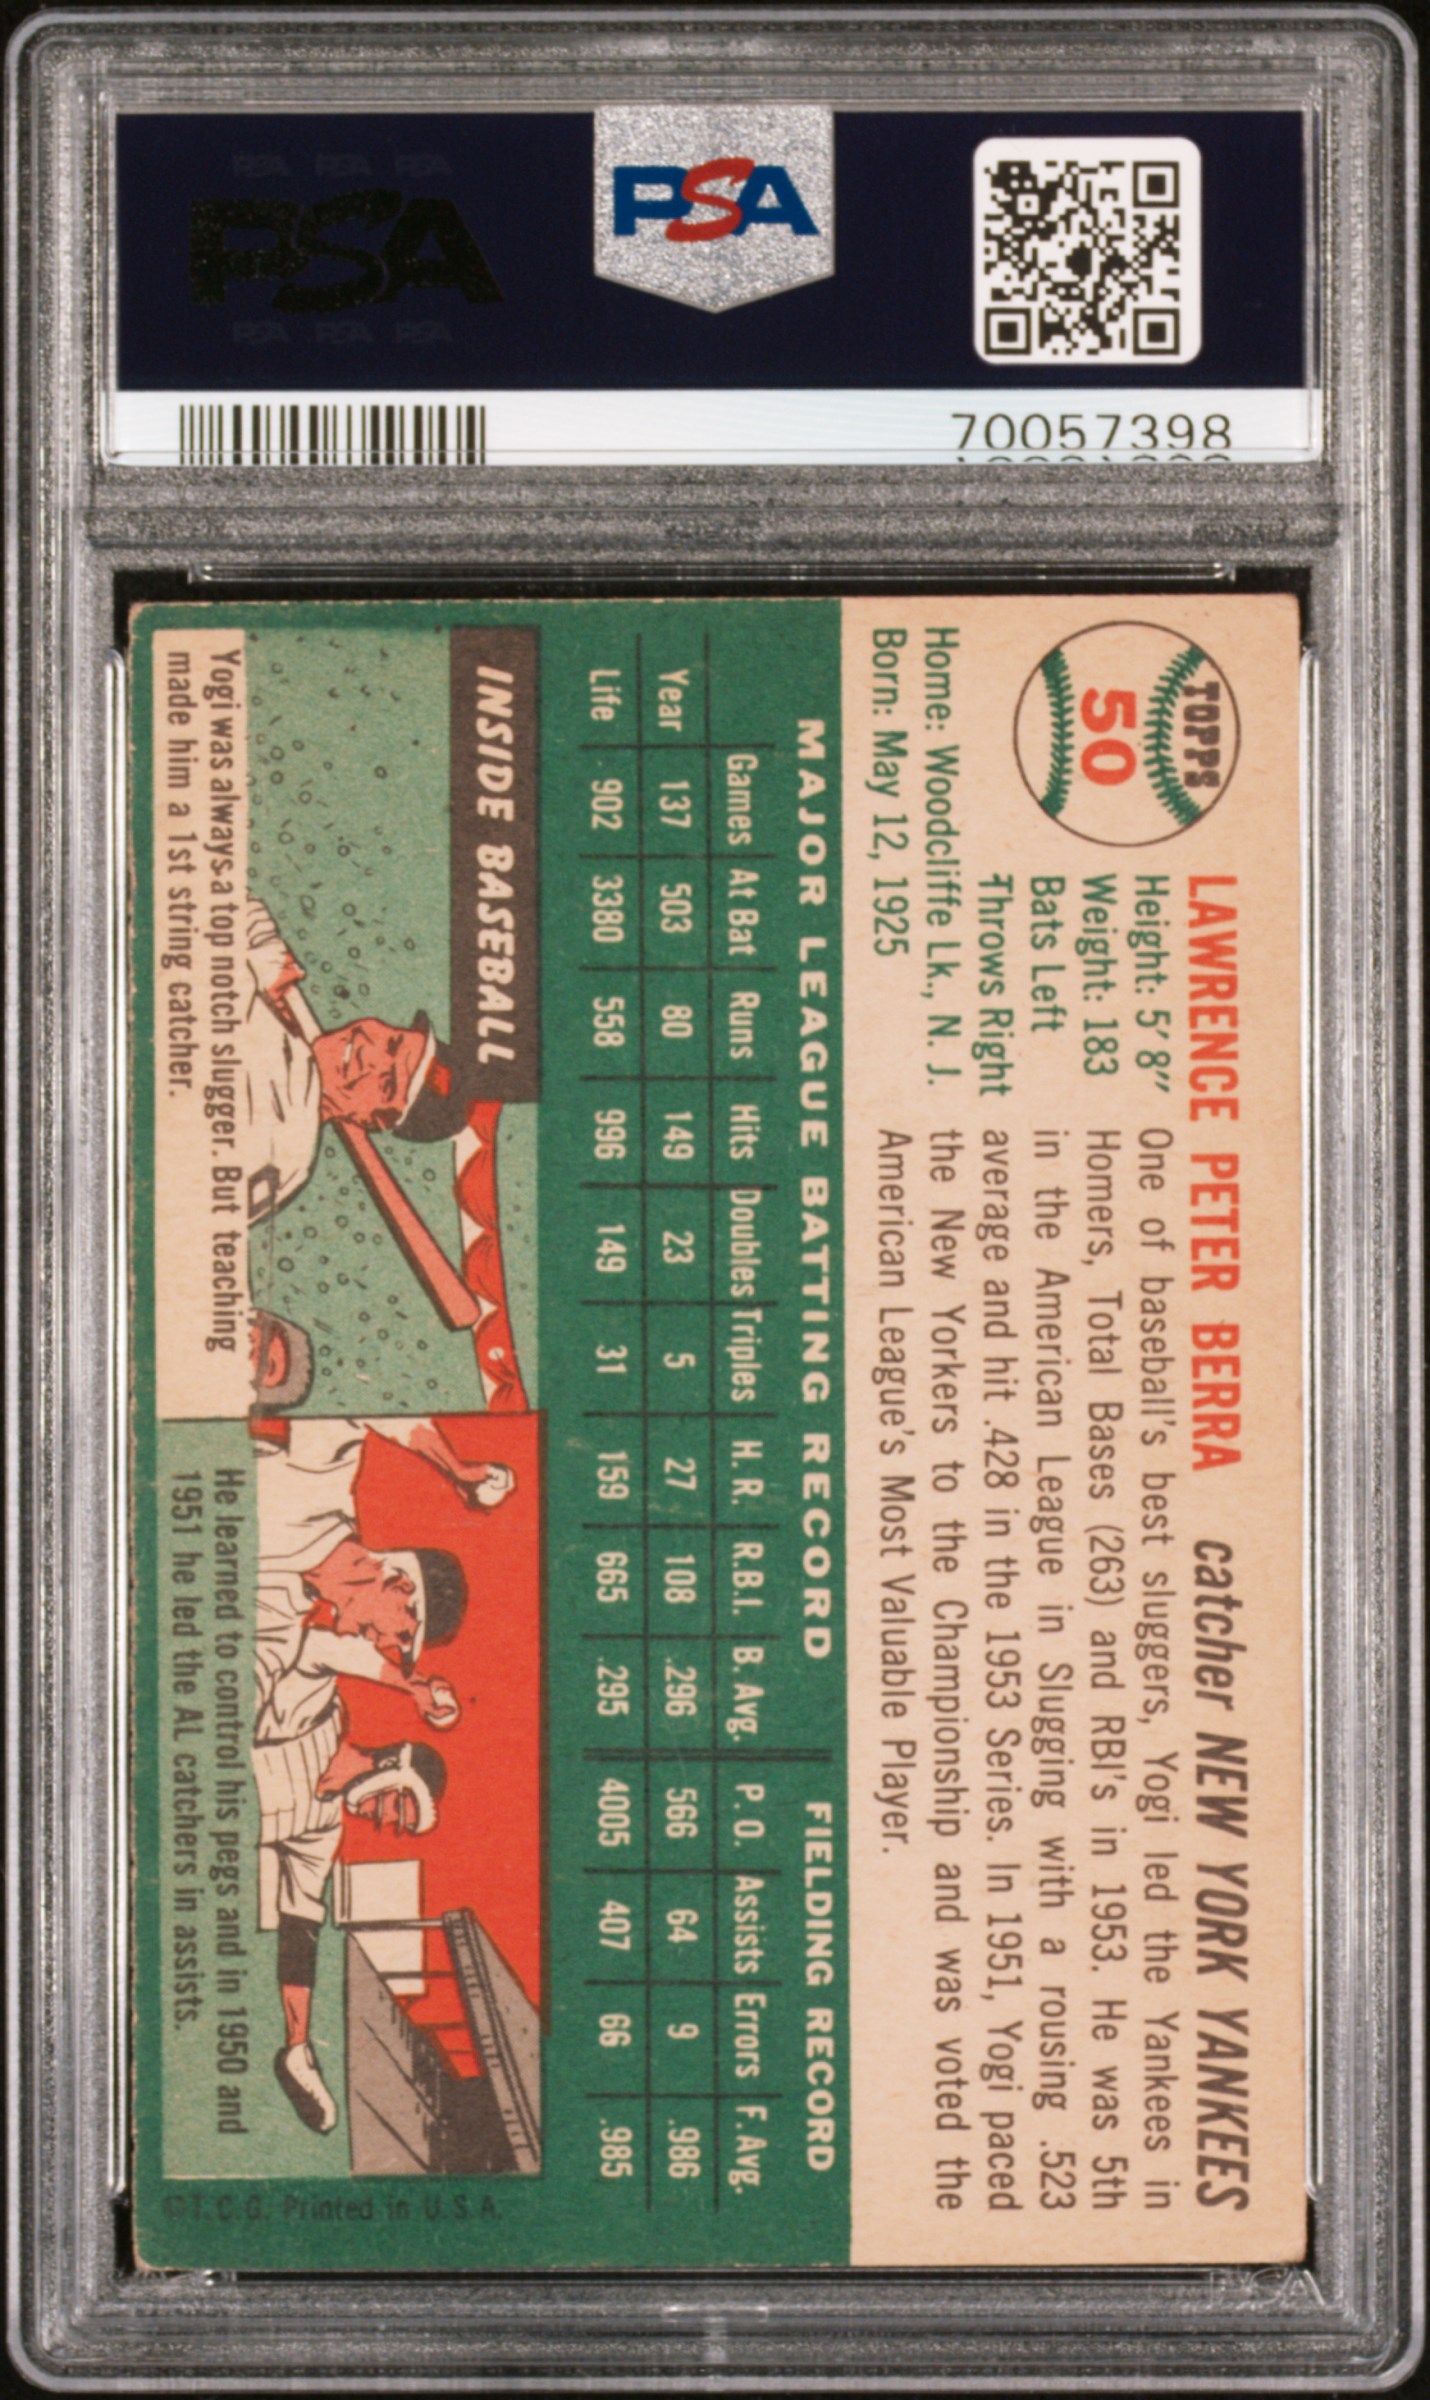 PSA PSA PSA
PSA
PSA PSA PSA
PSA
70057398
TOPPS
50
LAWRENCE PETER BERRA catcher NEW YORK YANKEES
Height: 5' 8"
Weight: 183
Bats Left
Throws Right
Home: Woodcliffe Lk., N. J.
Born: May 12, 1925
One of baseball's best sluggers, Yogi led the Yankees in
Homers, Total Bases (263) and RBI's in 1953. He was 5th
in the American League in Slugging with a rousing .523
average and hit .428 in the 1953 Series. In 1951, Yogi paced
the New Yorkers to the Championship and was voted the
American League's Most Valuable Player.
MAJOR LEAGUE BATTING RECORD FIELDING RECORD
Games At Bat Runs Hits Doubles Triples H. R. R.B.I. B. Avg. P. O. Assists Errors F. Avg.
Year 137 503 80 149 23 5 27 108 .296 566 64 9 .986
Life 902 3380 558 996 149 31 159 665 .295 4005 407 66 .985
INSIDE BASEBALL
Yogi was always a top notch slugger. But teaching
made him a 1st string catcher.
He learned to control his pegs and in 1950 and
1951 he led the AL catchers in assists.
©T.C.G. Printed in U.S.A.
PSA